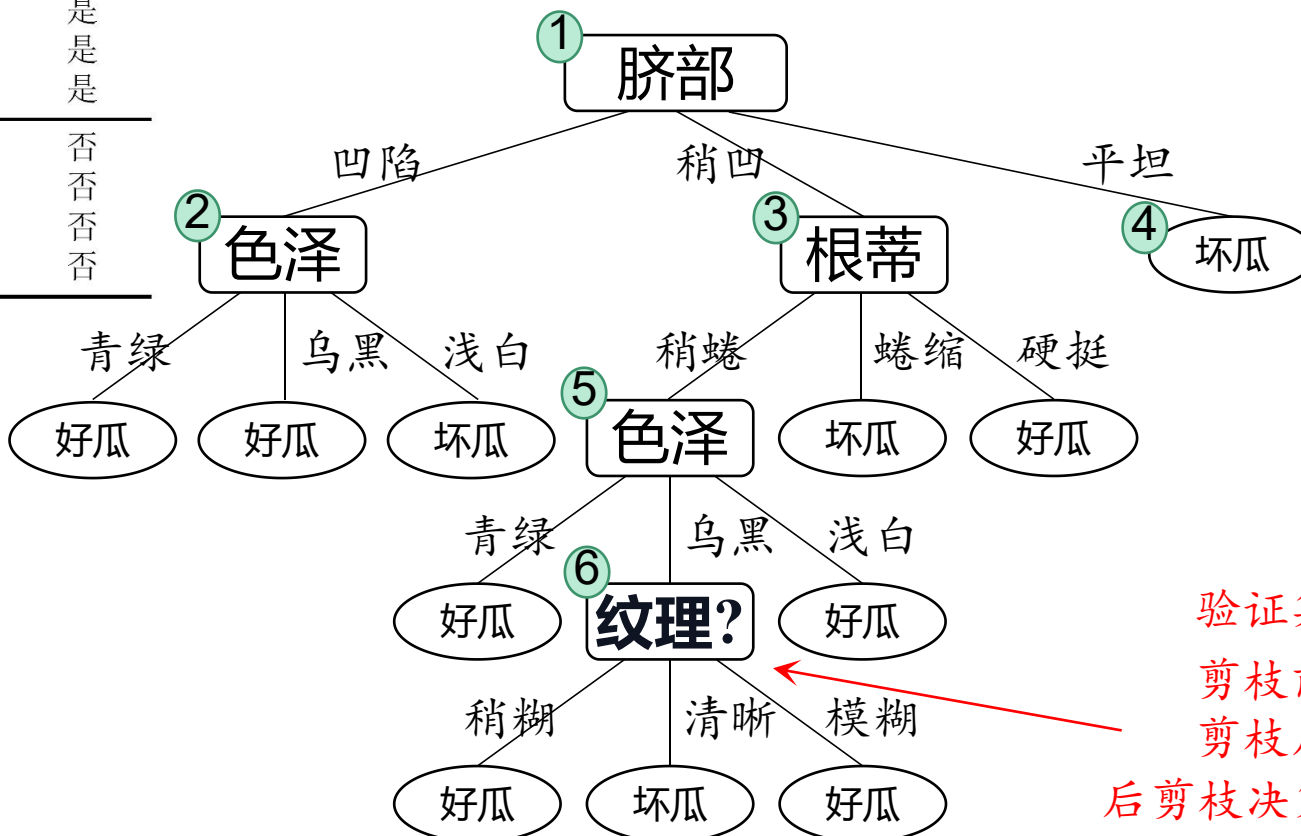 是
是
是
否
否
否
否
1
脐部
凹陷
稍凹
平坦
2
色泽
3
根蒂
4
坏瓜
青绿
乌黑
浅白
稍蜷
蜷缩
硬挺
好瓜
好瓜
坏瓜
5
色泽
坏瓜
好瓜
青绿
乌黑
浅白
好瓜
6
纹理?
好瓜
稍糊
清晰
模糊
好瓜
坏瓜
好瓜
验证
剪枝
剪枝
后剪枝决